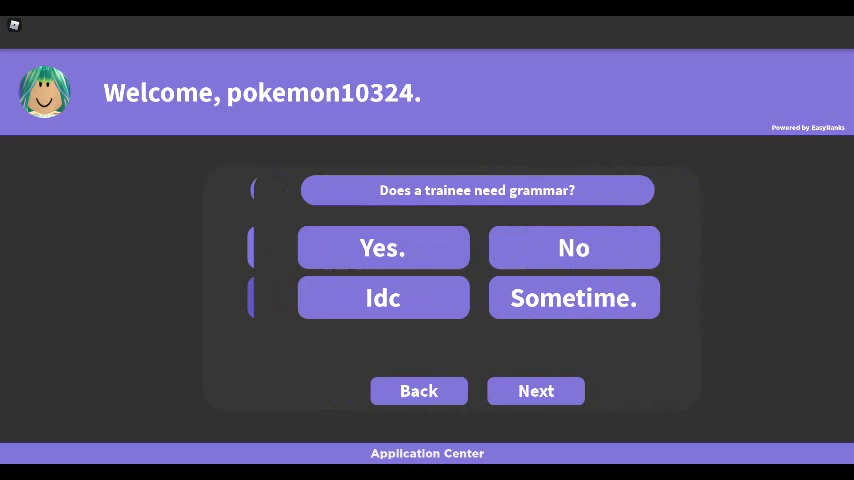 Welcome, pokemon10324.
Powered by EasyRanks
Does a trainee need grammar?
Yes.
No
Idc
Sometime.
Back
Next
Application Center